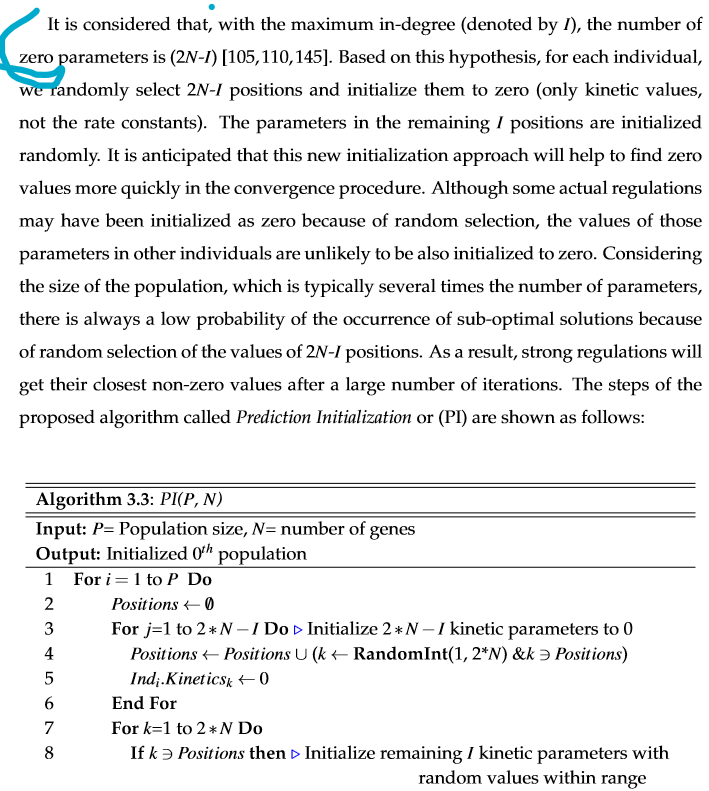 It is considered that, with the maximum in-degree (denoted by I), the number of
zero parameters is (2N-I) [105,110,145]. Based on this hypothesis, for each individual,
we randomly select 2N-I positions and initialize them to zero (only kinetic values,
not the rate constants). The parameters in the remaining I positions are initialized
randomly. It is anticipated that this new initialization approach will help to find zero
values more quickly in the convergence procedure. Although some actual regulations
may have been initialized as zero because of random selection, the values of those
parameters in other individuals are unlikely to be also initialized to zero. Considering
the size of the population, which is typically several times the number of parameters,
there is always a low probability of the occurrence of sub-optimal solutions because
of random selection of the values of 2N-I positions. As a result, strong regulations will
get their closest non-zero values after a large number of iterations. The steps of the
proposed algorithm called Prediction Initialization or (PI) are shown as follows:
Algorithm 3.3: PI(P, N)
Input: P= Population size, N= number of genes
Output: Initialized 0th population
1 For i = 1 to P Do
2 Positions ← ∅
3 For j=1 to 2 * N − I Do ▷ Initialize 2 * N − I kinetic parameters to 0
4 Positions ← Positions ∪ (k ← RandomInt(1, 2*N) &k ∋ Positions)
5 Indᵢ.Kineticsₖ ← 0
6 End For
7 For k=1 to 2 * N Do
8 If k ∋ Positions then ▷ Initialize remaining I kinetic parameters with
random values within range